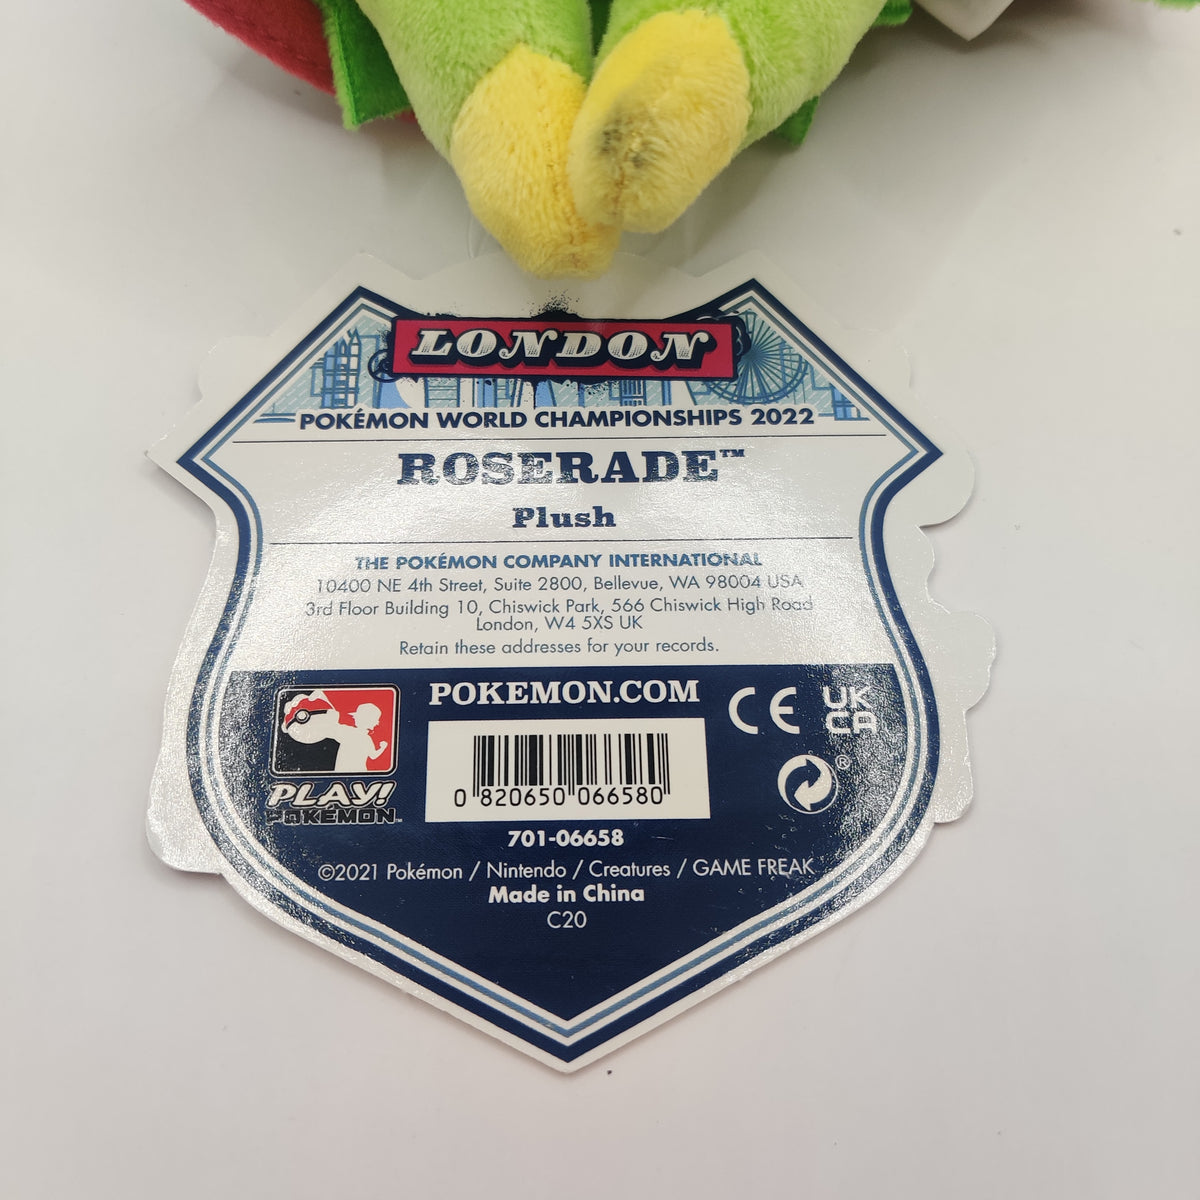 LONDON
POKÉMON WORLD CHAMPIONSHIPS 2022
ROSERADE™
Plush
THE POKÉMON COMPANY INTERNATIONAL
10400 NE 4th Street, Suite 2800, Bellevue, WA 98004 USA
3rd Floor Building 10, Chiswick Park, 566 Chiswick High Road
London, W4 5XS UK
Retain these addresses for your records.
POKEMON.COM
CE
UK
CA
PLAY!
POKÉMON™
0 820650 066580
®
701-06658
©2021 Pokémon / Nintendo / Creatures / GAME FREAK
Made in China
C20